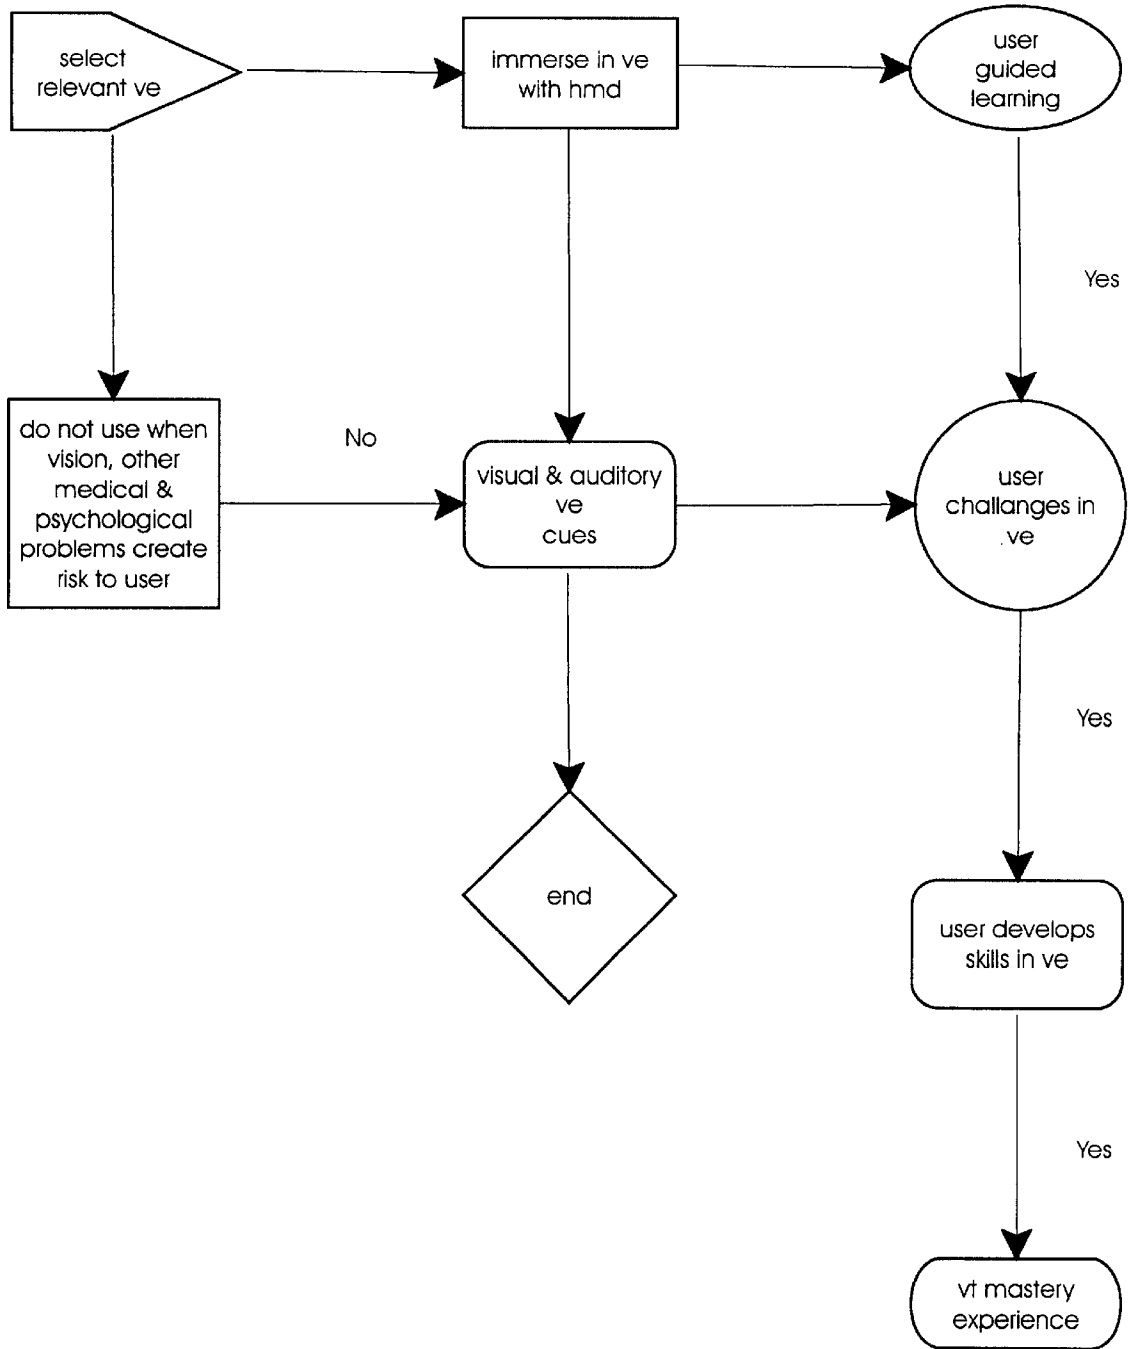 select
relevant ve
immerse in ve
with hmd
user
guided
learning
Yes
do not use when
vision, other
medical &
psychological
problems create
risk to user
No
visual & auditory
ve
cues
user
challanges in
ve
Yes
end
user develops
skills in ve
Yes
vt mastery
experience